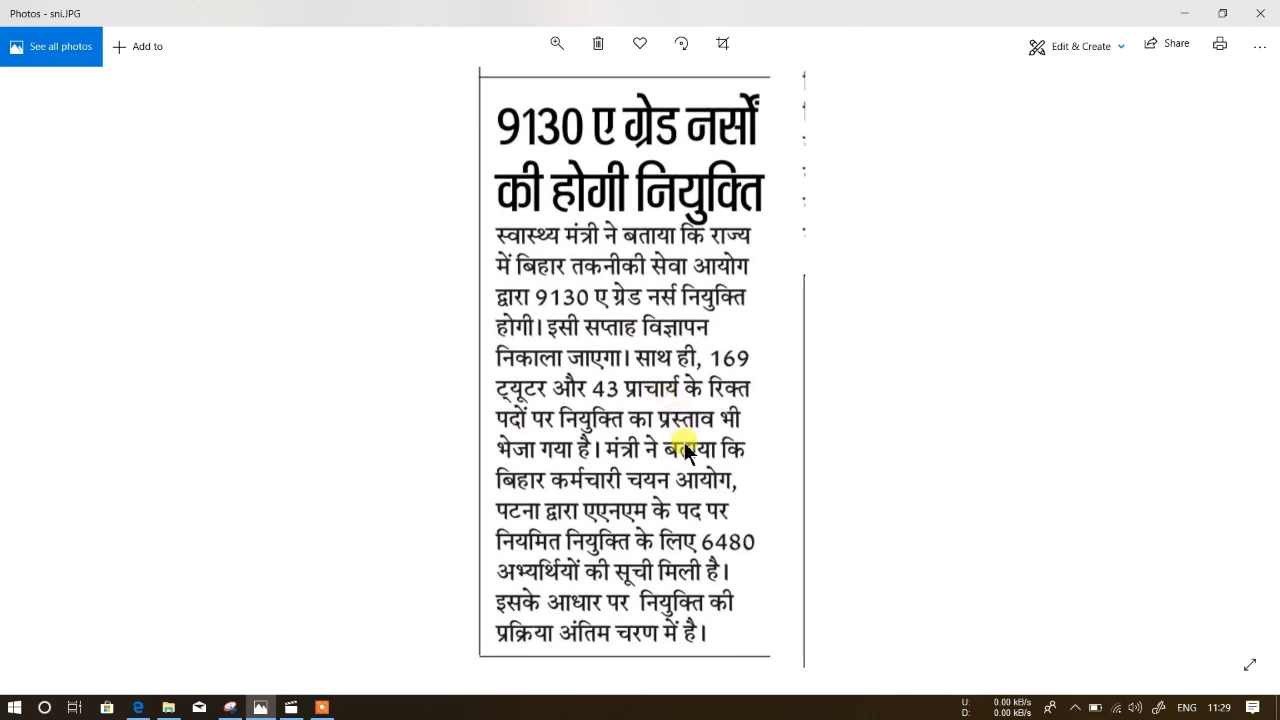 Photos - sni.JPG
See all photos
Add to
Edit & Create
Share
9130 ए ग्रेड नर्सों
की होगी नियुक्ति
स्वास्थ्य मंत्री ने बताया कि राज्य
में बिहार तकनीकी सेवा आयोग
द्वारा 9130 ए ग्रेड नर्स नियुक्ति
होगी। इसी सप्ताह विज्ञापन
निकाला जाएगा। साथ ही, 169
ट्यूटर और 43 प्राचार्य के रिक्त
पदों पर नियुक्ति का प्रस्ताव भी
भेजा गया है। मंत्री ने बताया कि
बिहार कर्मचारी चयन आयोग,
पटना द्वारा एएनएम के पद पर
नियमित नियुक्ति के लिए 6480
अभ्यर्थियों की सूची मिली है।
इसके आधार पर नियुक्ति की
प्रक्रिया अंतिम चरण में है।
U: 0.00 kB/s
D: 0.00 kB/s
ENG 11:29